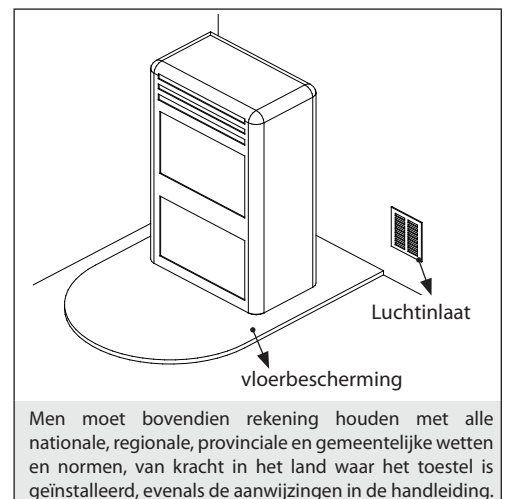 Luchtinlaat
vloerbescherming
Men moet bovendien rekening houden met alle
nationale, regionale, provinciale en gemeentelijke wetten
en normen, van kracht in het land waar het toestel is
geïnstalleerd, evenals de aanwijzingen in de handleiding.